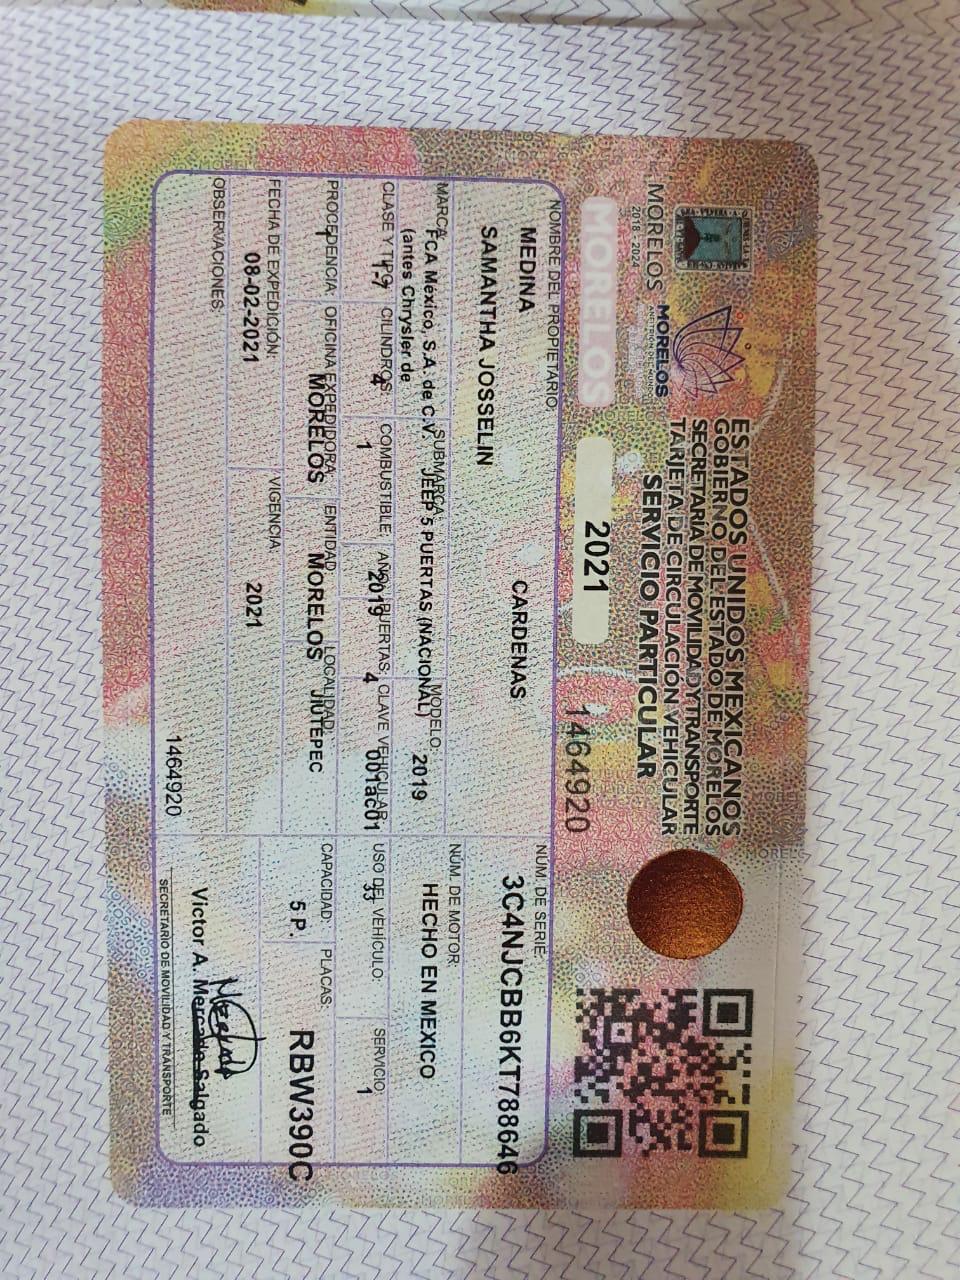 MORELOS
2018 - 2024
MORELOS
ANFITRIÓN DEL MUNDO
ESTADOS UNIDOS MEXICANOS
GOBIERNO DEL ESTADO DE MORELOS
SECRETARÍA DE MOVILIDAD Y TRANSPORTE
TARJETA DE CIRCULACIÓN VEHICULAR
SERVICIO PARTICULAR
MORELOS
2021
1464920
NOMBRE DEL PROPIETARIO:
MEDINA CARDENAS
SAMANTHA JOSSELIN
NÚM. DE SERIE:
3C4NJCBB6KT788646
MARCA: FCA México, S.A. de C.V.
(antes Chrysler de
SUBMARCA: JEEP 5 PUERTAS (NACIONAL)
MODELO: 2019
NÚM. DE MOTOR:
HECHO EN MEXICO
CLASE Y TIPO: 1-7
CILINDROS: 4
COMBUSTIBLE: 1
AÑO: 2019
PUERTAS: 4
CLAVE VEHICULAR: 001ac01
USO DEL VEHÍCULO: 33
SERVICIO: 1
PROCEDENCIA: 1
OFICINA EXPEDIDORA: MORELOS
ENTIDAD: MORELOS
LOCALIDAD: JIUTEPEC
CAPACIDAD: 5 P.
PLACAS: RBW390C
FECHA DE EXPEDICIÓN:
08-02-2021
VIGENCIA:
2021
OBSERVACIONES:
1464920
Victor A. Mercado Salgado
SECRETARIO DE MOVILIDAD Y TRANSPORTE